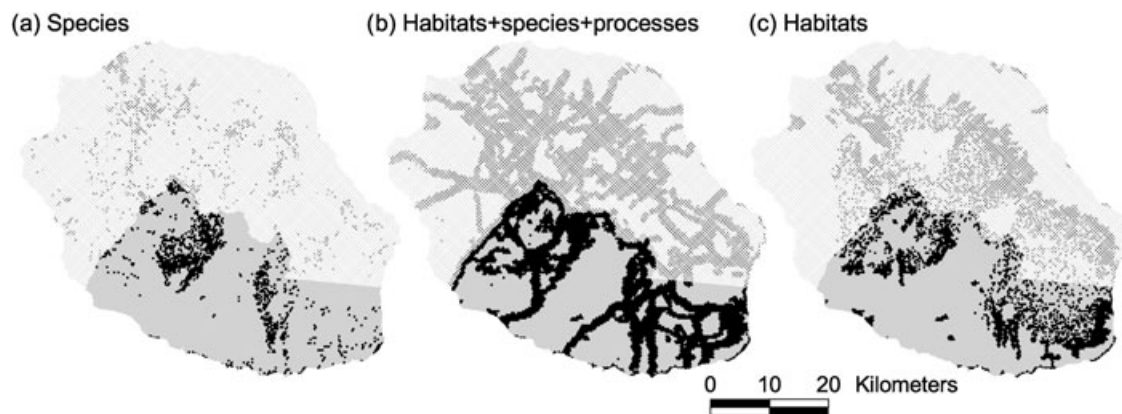 (a) Species
(b) Habitats+species+processes
(c) Habitats
0 10 20 Kilometers